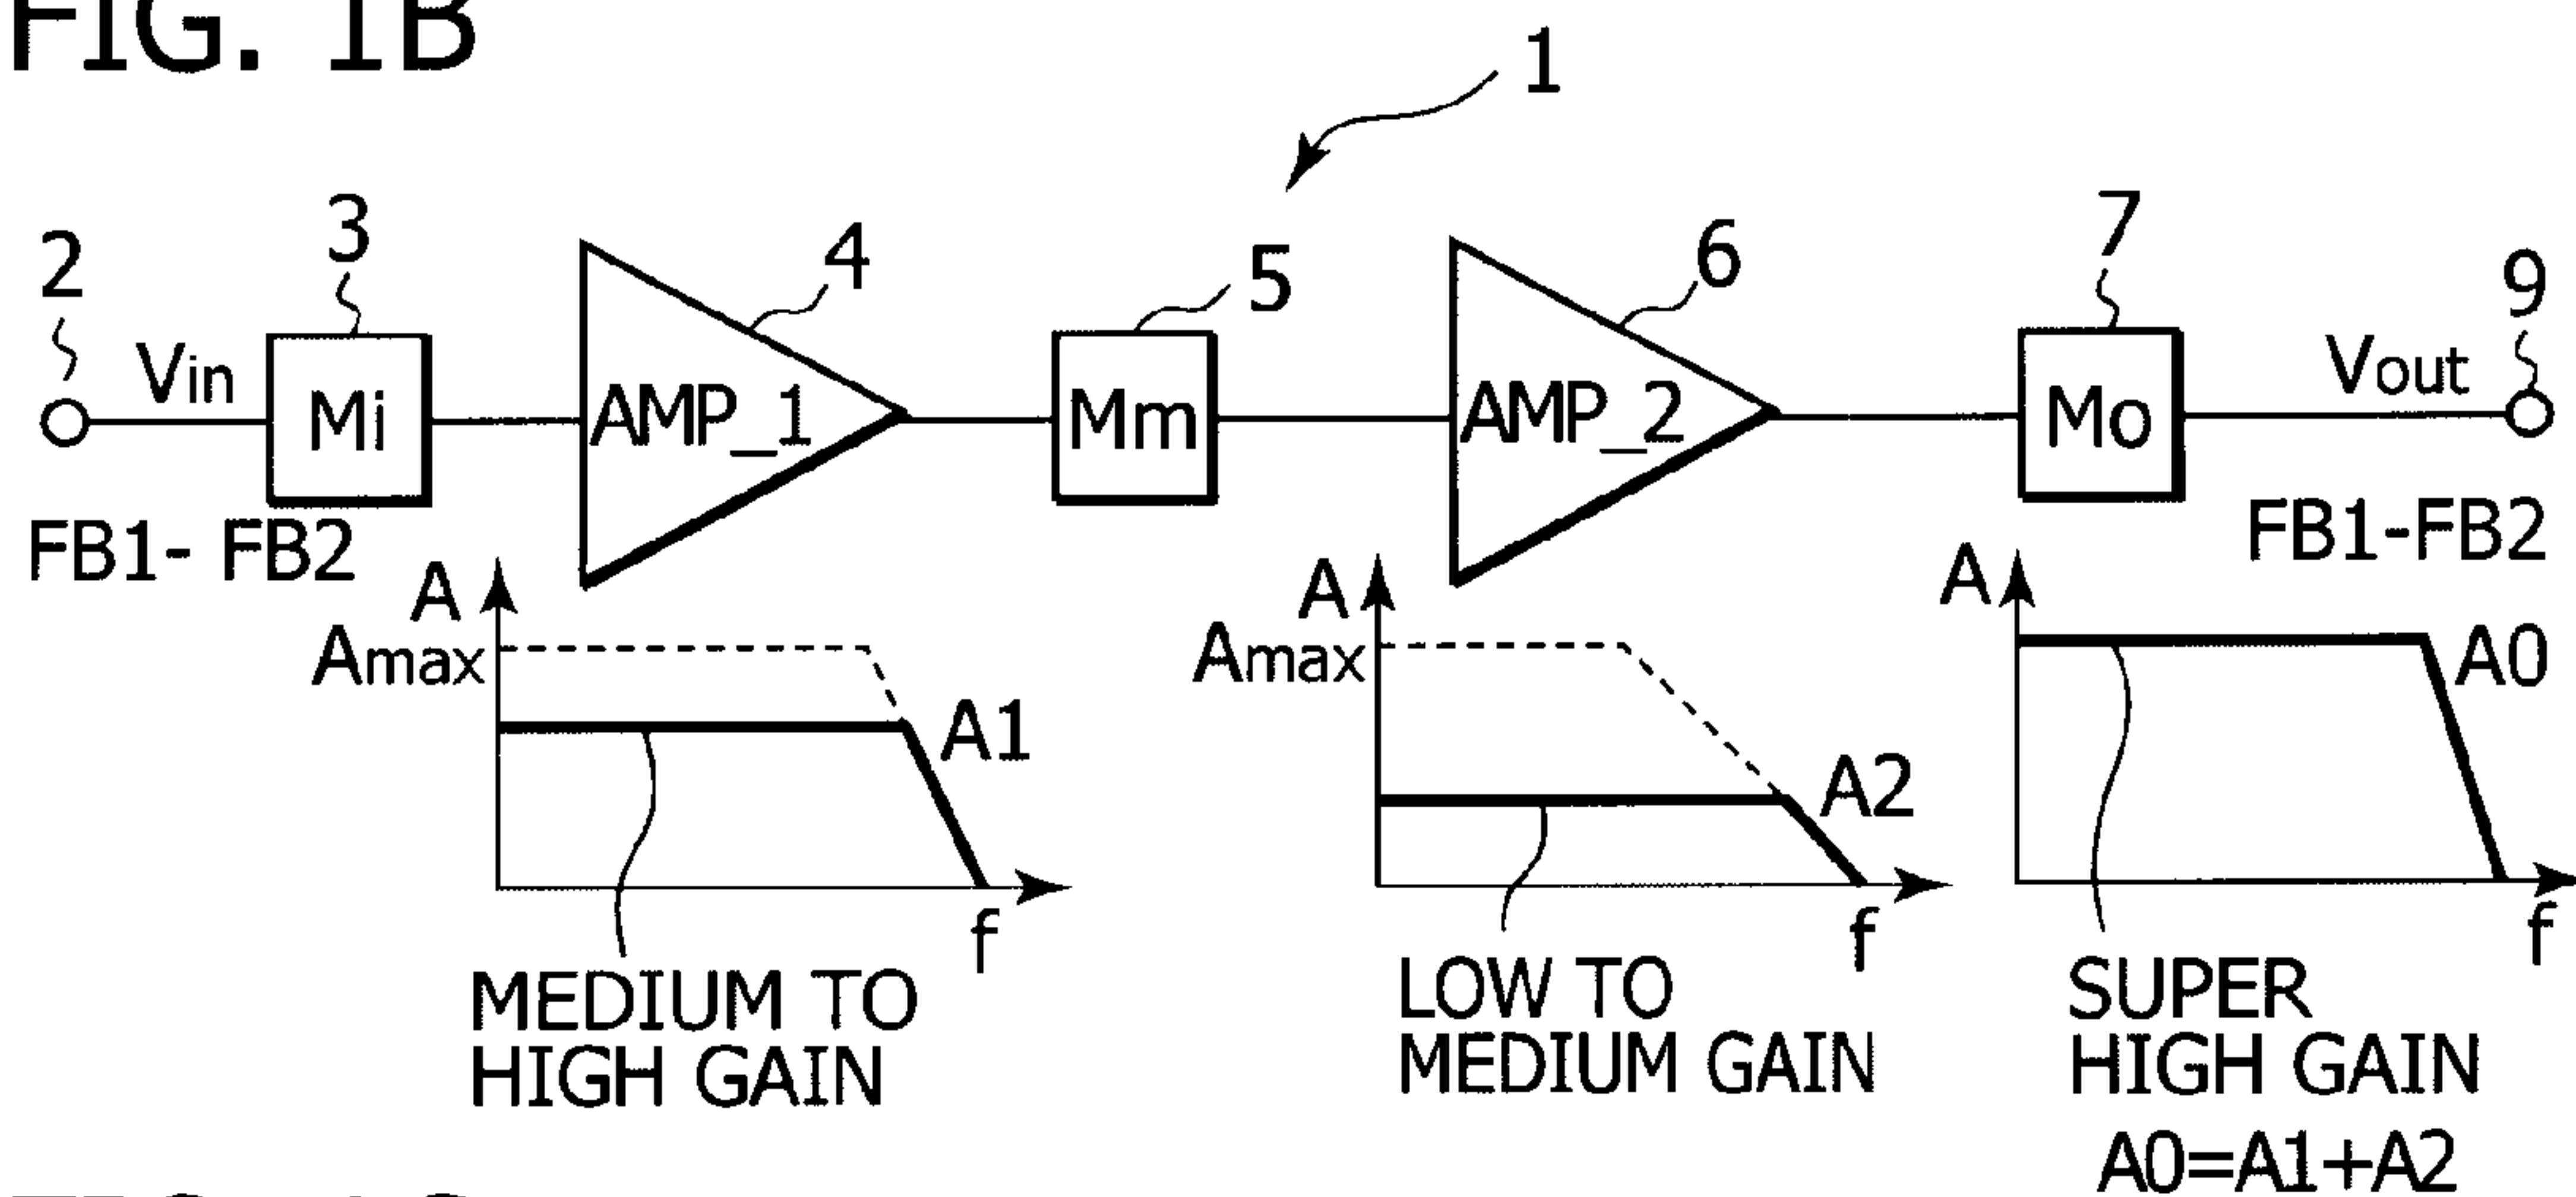 FIG. 1B
1
2
3
4
5
6
7
9
Vin
Mi
AMP_1
Mm
AMP_2
Mo
Vout
FB1- FB2
FB1-FB2
A
Amax
A1
f
MEDIUM TO
HIGH GAIN
A
Amax
A2
f
LOW TO
MEDIUM GAIN
A
A0
f
SUPER
HIGH GAIN
A0=A1+A2